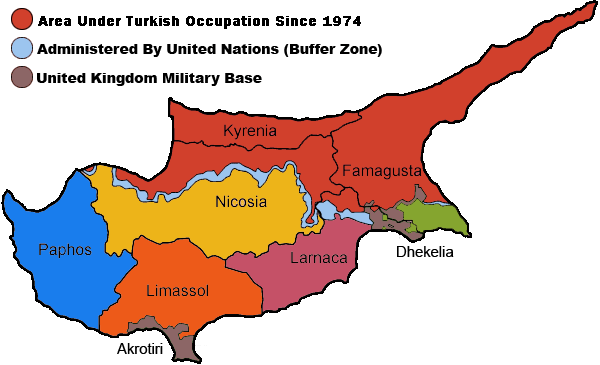 Area Under Turkish Occupation Since 1974
Administered By United Nations (Buffer Zone)
United Kingdom Military Base
Kyrenia
Famagusta
Nicosia
Paphos
Larnaca
Dhekelia
Limassol
Akrotiri